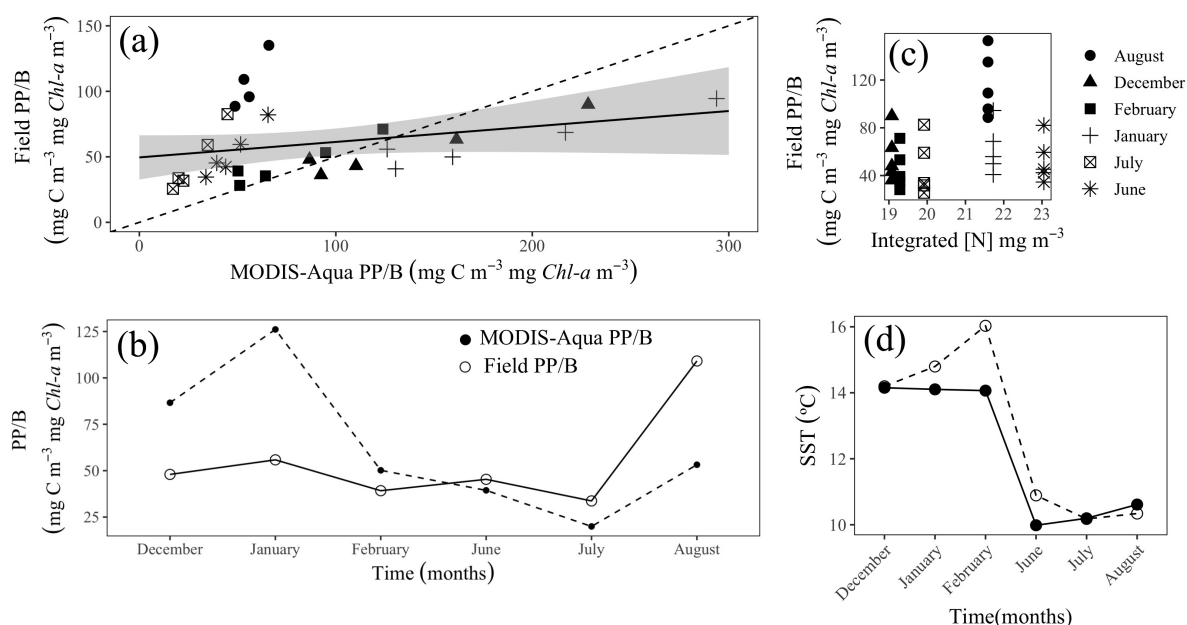 (a)
150
100
50
0
0 100 200 300
Field PP/B
(mg C m⁻³ mg Chl-a m⁻³)
MODIS-Aqua PP/B (mg C m⁻³ mg Chl-a m⁻³)
(c)
120
80
40
19 20 21 22 23
Field PP/B
(mg C m⁻³ mg Chl-a m⁻³)
Integrated [N] mg m⁻³
August
December
February
January
July
June
(b)
MODIS-Aqua PP/B
Field PP/B
125
100
75
50
25
PP/B
(mg C m⁻³ mg Chl-a m⁻³)
December January February June July August
Time (months)
(d)
16
14
12
10
SST (ºC)
December January February June July August
Time(months)